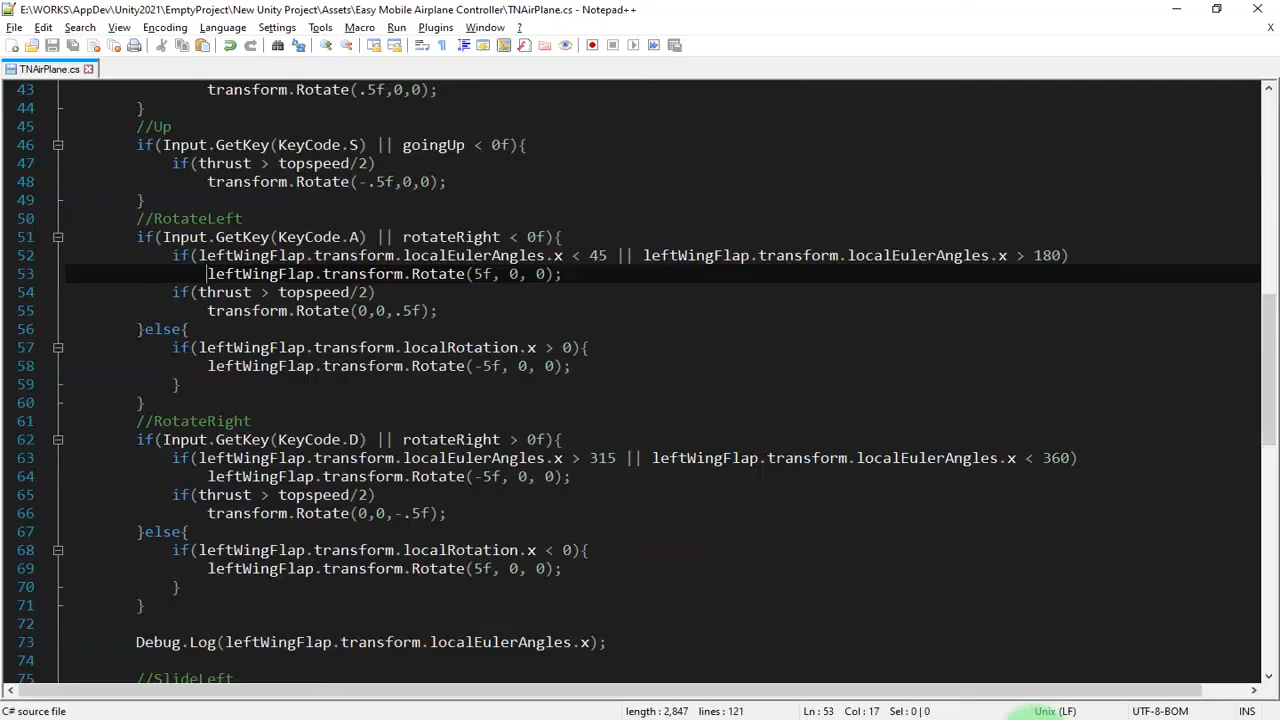 E:\WORKS\AppDev\Unity2021\EmptyProject\New Unity Project\Assets\Easy Mobile Airplane Controller\TNAirPlane.cs - Notepad++
File Edit Search View Encoding Language Settings Tools Macro Run Plugins Window ? X
TNAirPlane.cs
43 transform.Rotate(.5f,0,0);
44 }
45 //Up
46 if(Input.GetKey(KeyCode.S) || goingUp < 0f){
47 if(thrust > topspeed/2)
48 transform.Rotate(-.5f,0,0);
49 }
50 //RotateLeft
51 if(Input.GetKey(KeyCode.A) || rotateRight < 0f){
52 if(leftWingFlap.transform.localEulerAngles.x < 45 || leftWingFlap.transform.localEulerAngles.x > 180)
53 leftWingFlap.transform.Rotate(5f, 0, 0);
54 if(thrust > topspeed/2)
55 transform.Rotate(0,0,.5f);
56 }else{
57 if(leftWingFlap.transform.localRotation.x > 0){
58 leftWingFlap.transform.Rotate(-5f, 0, 0);
59 }
60 }
61 //RotateRight
62 if(Input.GetKey(KeyCode.D) || rotateRight > 0f){
63 if(leftWingFlap.transform.localEulerAngles.x > 315 || leftWingFlap.transform.localEulerAngles.x < 360)
64 leftWingFlap.transform.Rotate(-5f, 0, 0);
65 if(thrust > topspeed/2)
66 transform.Rotate(0,0,-.5f);
67 }else{
68 if(leftWingFlap.transform.localRotation.x < 0){
69 leftWingFlap.transform.Rotate(5f, 0, 0);
70 }
71 }
72
73 Debug.Log(leftWingFlap.transform.localEulerAngles.x);
74
75 //SlideLeft
C# source file length : 2,847 lines : 121 Ln : 53 Col : 17 Sel : 0 | 0 Unix (LF) UTF-8-BOM INS